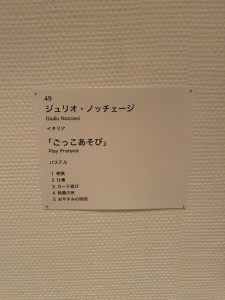 49
ジュリオ・ノッチェージ
Giulio Noccesi
イタリア
「ごっこあそび」
Play Pretend
パステル
1 朝食
2 仕事
3 カード遊び
4 映画の夜
5 おやすみの時間